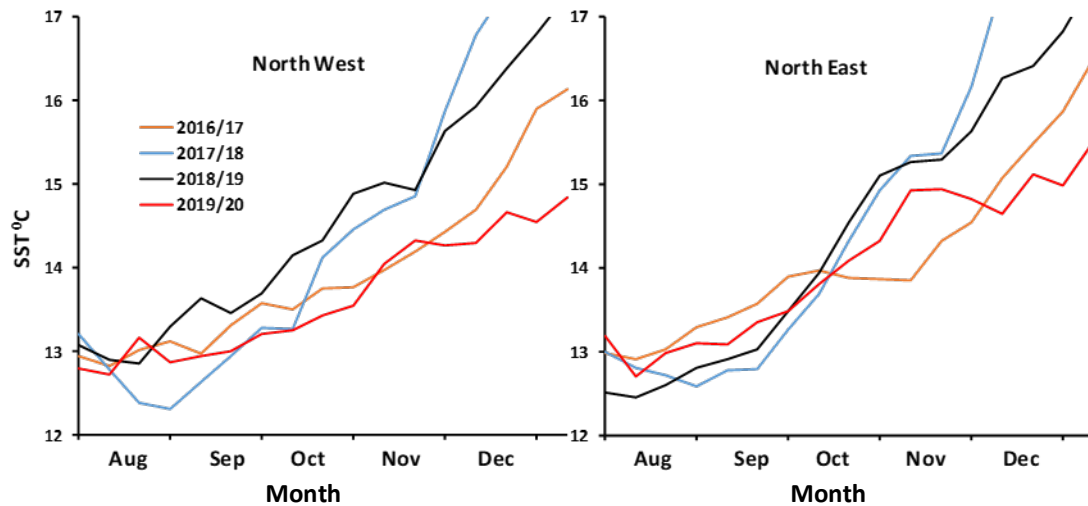 North West
2016/17
2017/18
2018/19
2019/20
SST ⁰C
17
16
15
14
13
12
Aug Sep Oct Nov Dec
Month
North East
17
16
15
14
13
12
Aug Sep Oct Nov Dec
Month